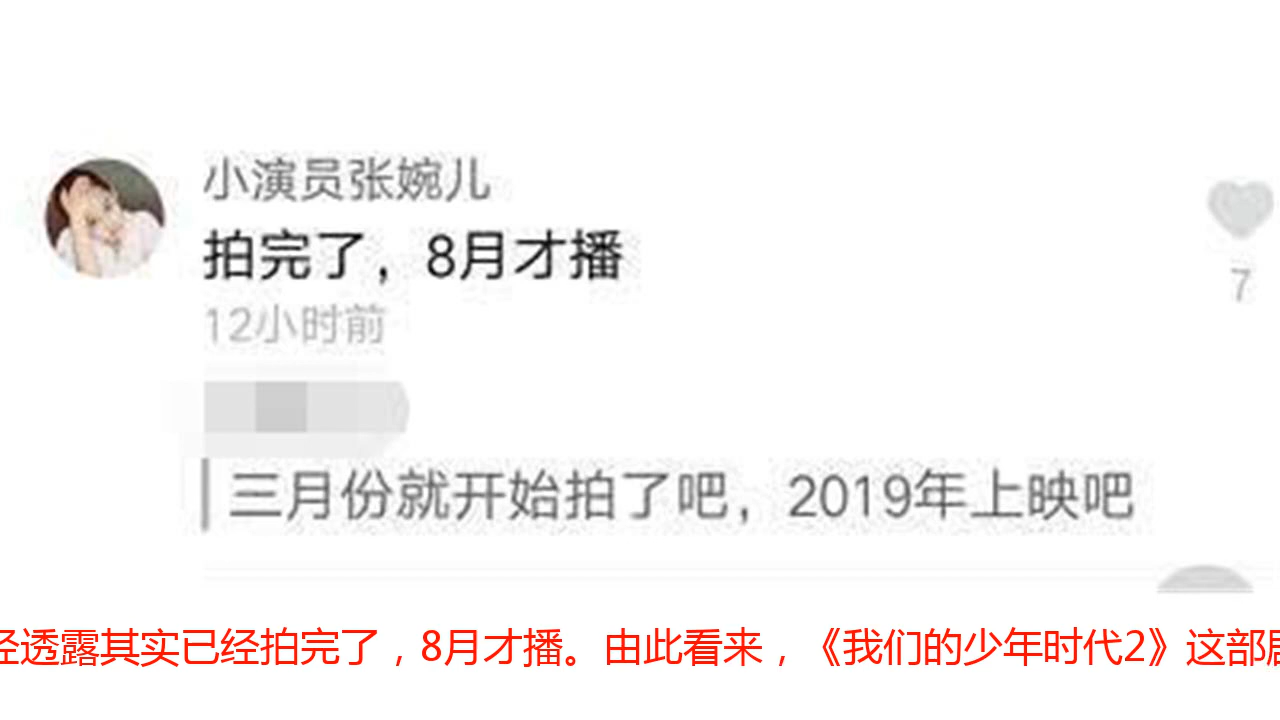 小演员张婉儿
拍完了，8月才播
7
12小时前
三月份就开始拍了吧，2019年上映吧
经透露其实已经拍完了，8月才播。由此看来，《我们的少年时代2》这部剧